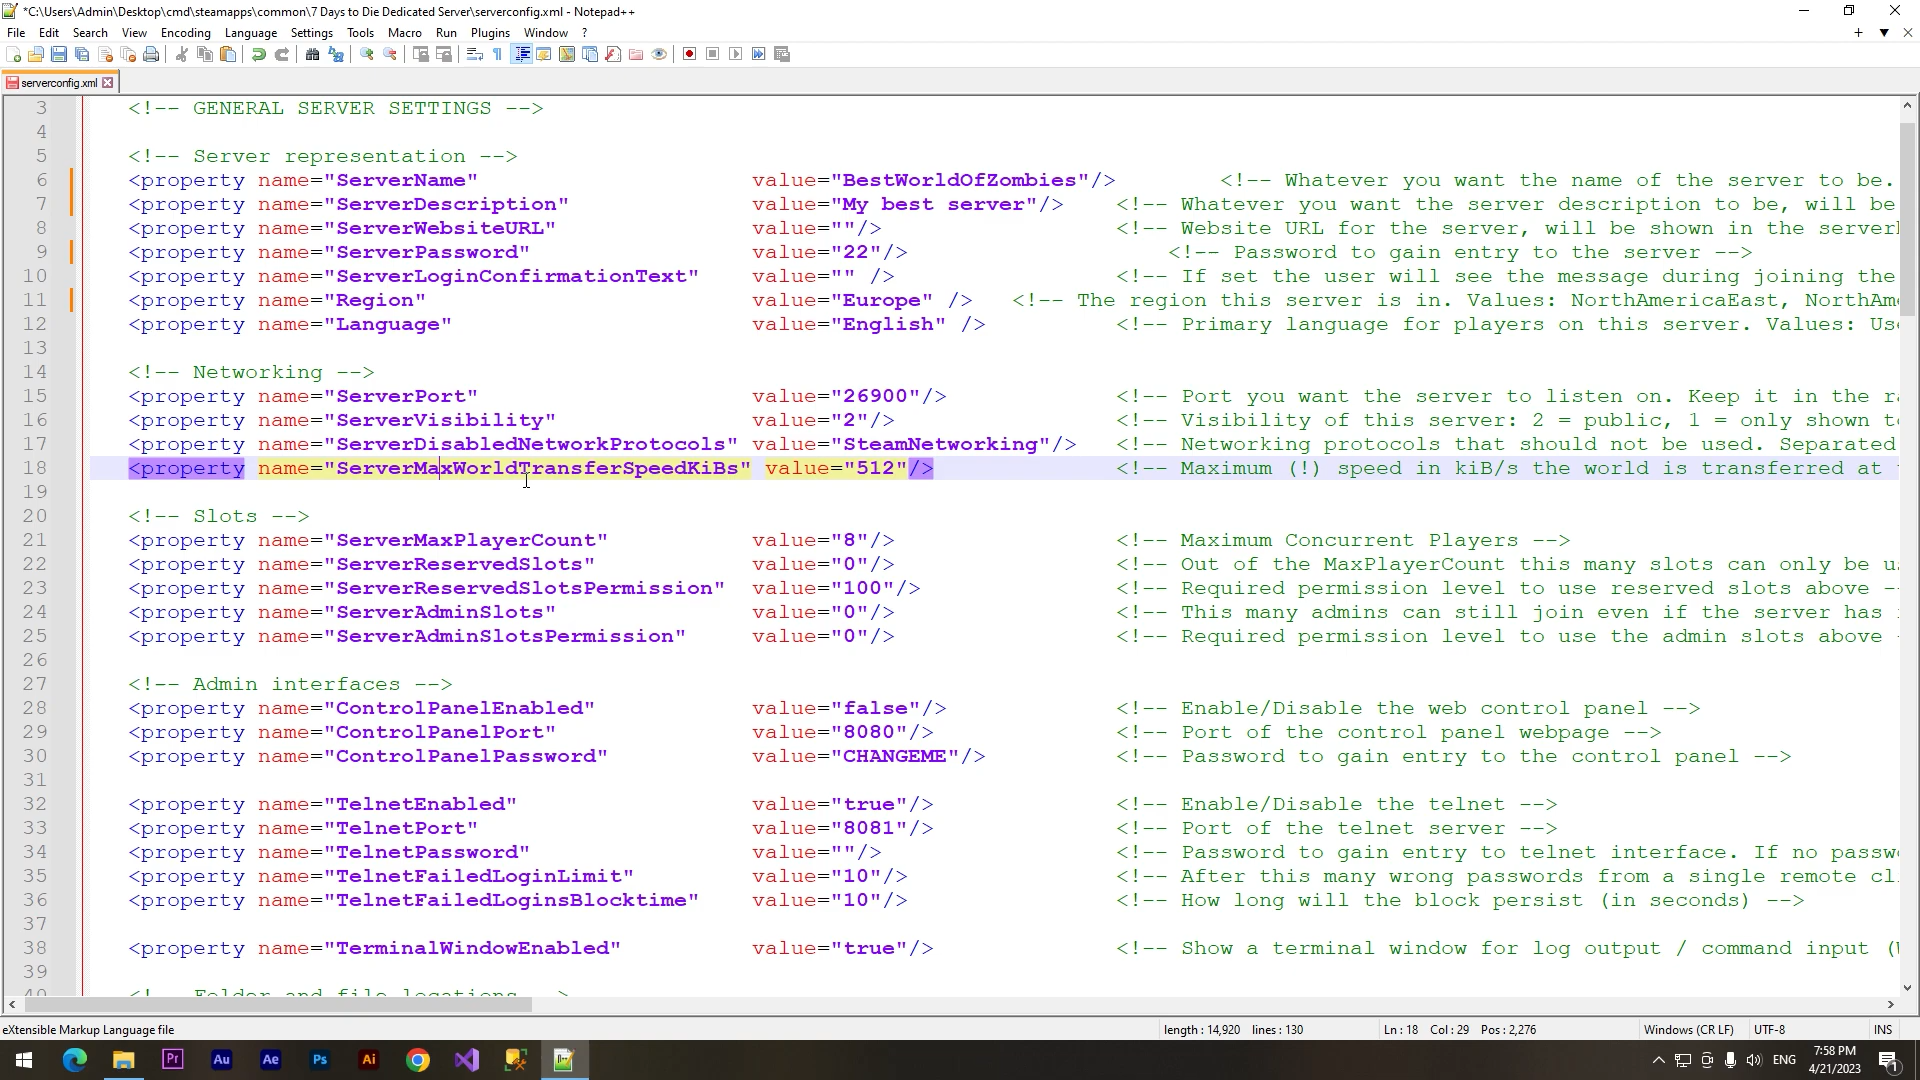 *C:\Users\Admin\Desktop\cmd\steamapps\common\7 Days to Die Dedicated Server\serverconfig.xml - Notepad++
File Edit Search View Encoding Language Settings Tools Macro Run Plugins Window ?
serverconfig.xml
3 <!-- GENERAL SERVER SETTINGS -->
4
5 <!-- Server representation -->
6 <property name="ServerName" value="BestWorldOfZombies"/> <!-- Whatever you want the name of the server to be.
7 <property name="ServerDescription" value="My best server"/> <!-- Whatever you want the server description to be, will be
8 <property name="ServerWebsiteURL" value=""/> <!-- Website URL for the server, will be shown in the server
9 <property name="ServerPassword" value="22"/> <!-- Password to gain entry to the server -->
10 <property name="ServerLoginConfirmationText" value="" /> <!-- If set the user will see the message during joining the
11 <property name="Region" value="Europe" /> <!-- The region this server is in. Values: NorthAmericaEast, NorthAm
12 <property name="Language" value="English" /> <!-- Primary language for players on this server. Values: Us
13
14 <!-- Networking -->
15 <property name="ServerPort" value="26900"/> <!-- Port you want the server to listen on. Keep it in the ra
16 <property name="ServerVisibility" value="2"/> <!-- Visibility of this server: 2 = public, 1 = only shown t
17 <property name="ServerDisabledNetworkProtocols" value="SteamNetworking"/> <!-- Networking protocols that should not be used. Separated
18 <property name="ServerMaxWorldTransferSpeedKiBs" value="512"/> <!-- Maximum (!) speed in kiB/s the world is transferred at
19
20 <!-- Slots -->
21 <property name="ServerMaxPlayerCount" value="8"/> <!-- Maximum Concurrent Players -->
22 <property name="ServerReservedSlots" value="0"/> <!-- Out of the MaxPlayerCount this many slots can only be u
23 <property name="ServerReservedSlotsPermission" value="100"/> <!-- Required permission level to use reserved slots above -
24 <property name="ServerAdminSlots" value="0"/> <!-- This many admins can still join even if the server has
25 <property name="ServerAdminSlotsPermission" value="0"/> <!-- Required permission level to use the admin slots above
26
27 <!-- Admin interfaces -->
28 <property name="ControlPanelEnabled" value="false"/> <!-- Enable/Disable the web control panel -->
29 <property name="ControlPanelPort" value="8080"/> <!-- Port of the control panel webpage -->
30 <property name="ControlPanelPassword" value="CHANGEME"/> <!-- Password to gain entry to the control panel -->
31
32 <property name="TelnetEnabled" value="true"/> <!-- Enable/Disable the telnet -->
33 <property name="TelnetPort" value="8081"/> <!-- Port of the telnet server -->
34 <property name="TelnetPassword" value=""/> <!-- Password to gain entry to telnet interface. If no passw
35 <property name="TelnetFailedLoginLimit" value="10"/> <!-- After this many wrong passwords from a single remote cl
36 <property name="TelnetFailedLoginsBlocktime" value="10"/> <!-- How long will the block persist (in seconds) -->
37
38 <property name="TerminalWindowEnabled" value="true"/> <!-- Show a terminal window for log output / command input (
39
40 <!-- Folder and file locations -->
eXtensible Markup Language file length : 14,920 lines : 130 Ln : 18 Col : 29 Pos : 2,276 Windows (CR LF) UTF-8 INS
Pr Au Ae Ps Ai ENG 7:58 PM
4/21/2023 1